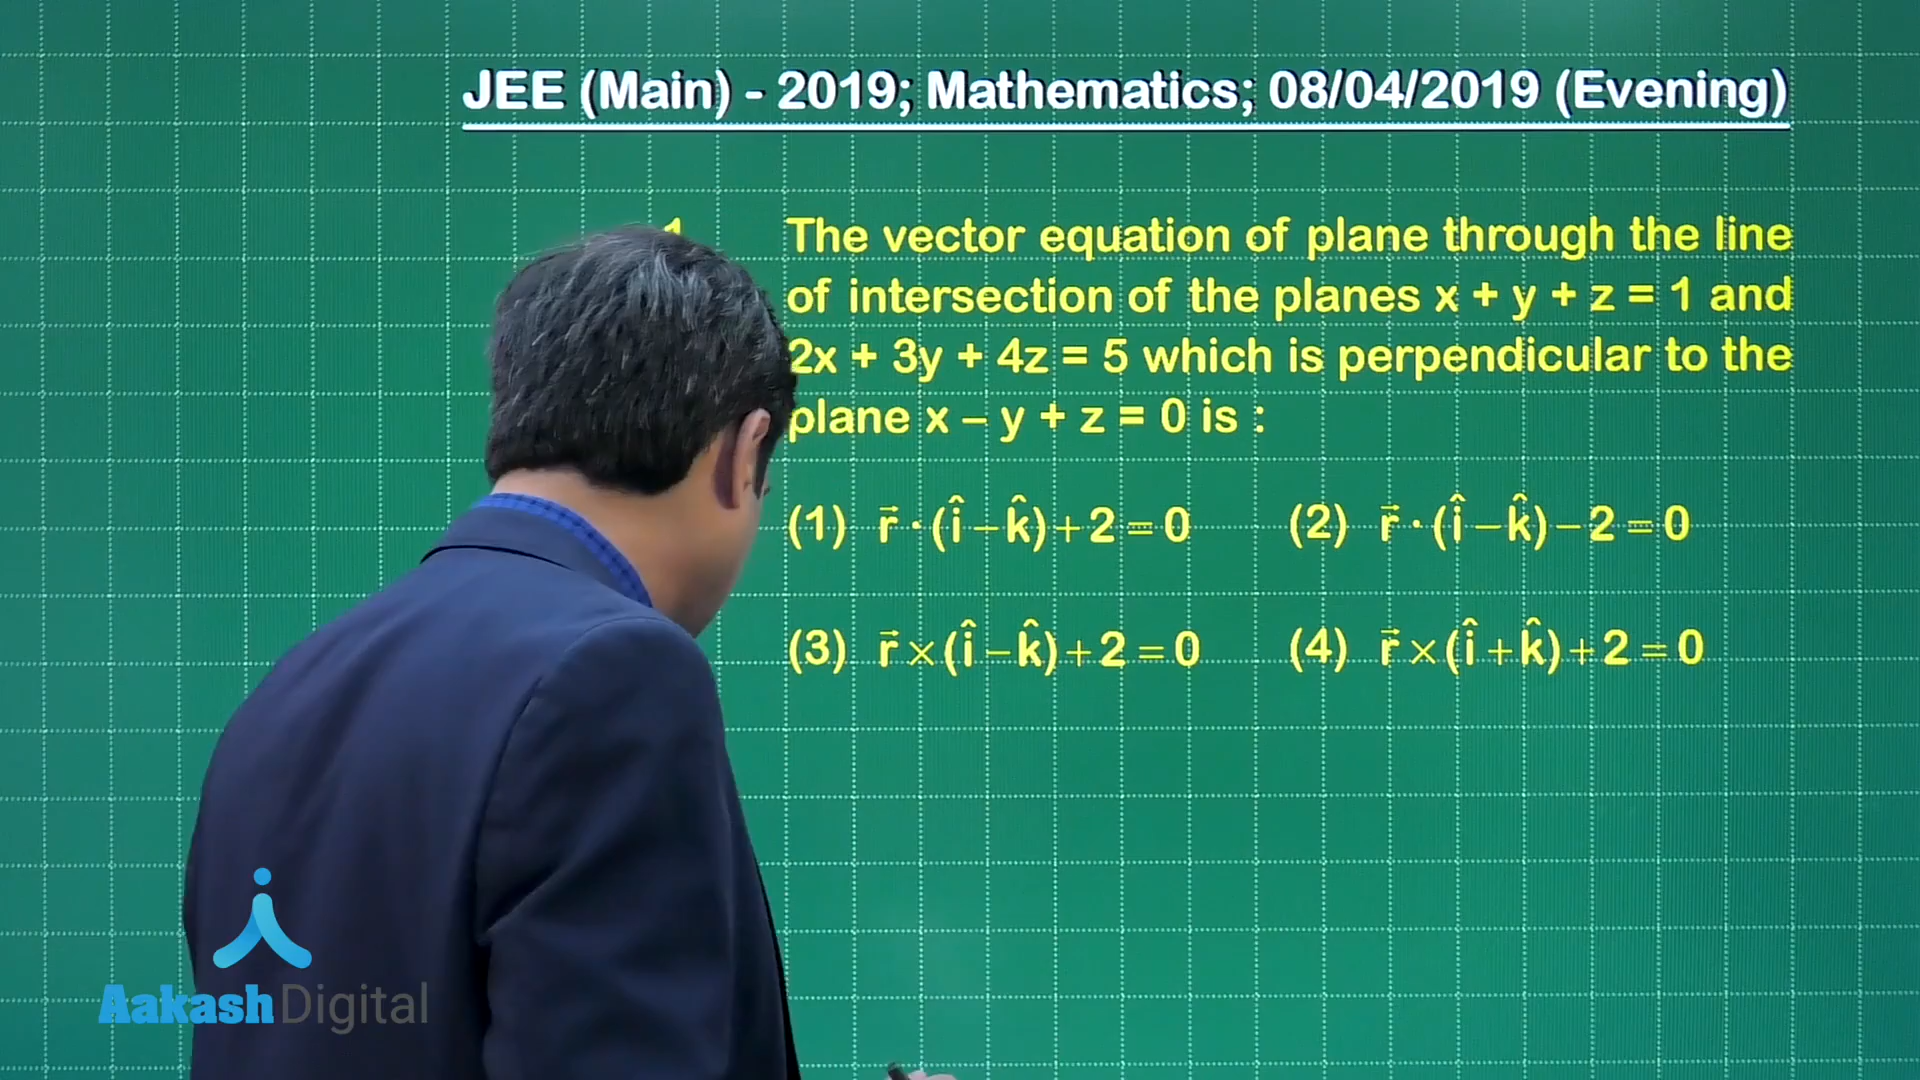 JEE (Main) - 2019; Mathematics; 08/04/2019 (Evening)
The vector equation of plane through the line
of intersection of the planes x + y + z = 1 and
2x + 3y + 4z = 5 which is perpendicular to the
plane x – y + z = 0 is :
(1) r⃗ · (î – k̂) + 2 = 0 (2) r⃗ · (î – k̂) – 2 = 0
(3) r⃗ × (î – k̂) + 2 = 0 (4) r⃗ × (î + k̂) + 2 = 0
Aakash Digital